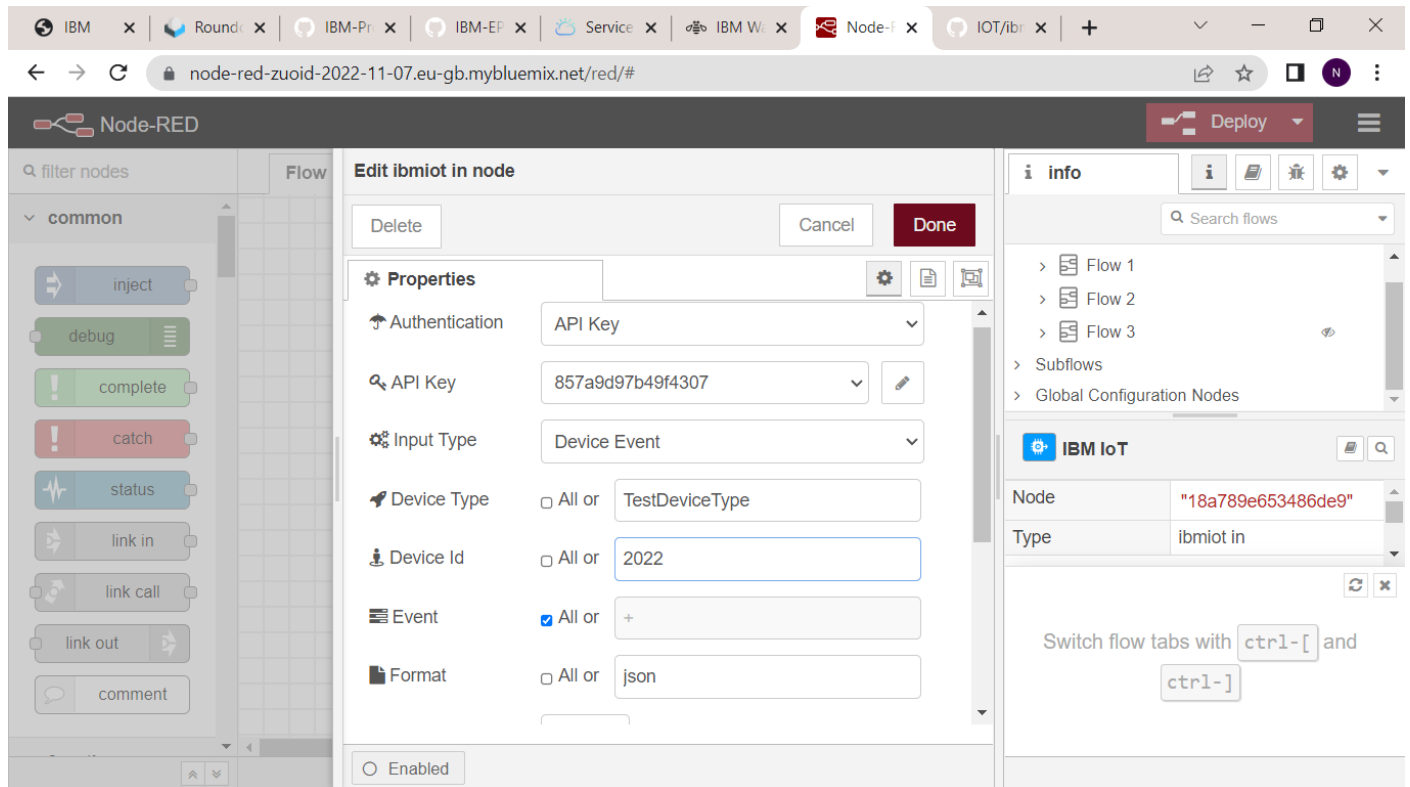 IBM
Round
IBM-Pr
IBM-EP
Service
IBM Wa
Node-R
IOT/ibr
node-red-zuoid-2022-11-07.eu-gb.mybluemix.net/red/#
N
Node-RED
Deploy
filter nodes
common
inject
debug
complete
catch
status
link in
link call
link out
comment
Flow
Edit ibmiot in node
Delete
Cancel
Done
Properties
Authentication
API Key
API Key
857a9d97b49f4307
Input Type
Device Event
Device Type
All or
TestDeviceType
Device Id
All or
2022
Event
All or
+
Format
All or
json
Enabled
i info
i
Search flows
Flow 1
Flow 2
Flow 3
Subflows
Global Configuration Nodes
IBM IoT
Node
"18a789e653486de9"
Type
ibmiot in
Switch flow tabs with ctrl-[ and
ctrl-]